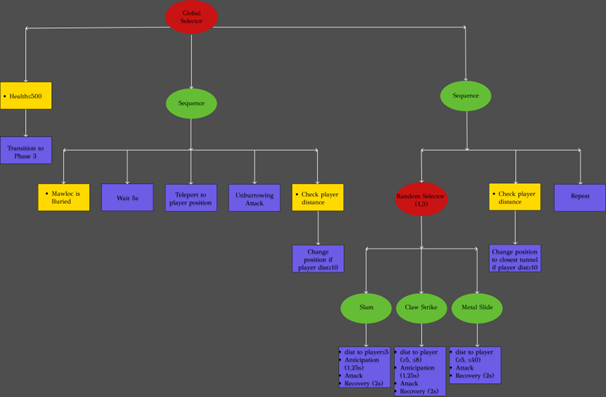 Global
Selector
• Health≤500
Sequence
Sequence
Transition to
Phase 3
• Mawloc is
Buried
Wait 5s
Teleport to
player position
Unburrowing
Attack
• Check player
distance
Random Selector
(1,3)
• Check player
distance
Repeat
Change
position if
player dist≥10
Change position
to closest tunnel
if player dist≥10
Slam
Claw Strike
Metal Slide
• dist to player≤5
• Anticipation
(1,25s)
• Attack
• Recovery (2s)
• dist to player
(≥5, ≤8)
• Anticipation
(1,25s)
• Attack
• Recovery (2s)
• dist to player
(≥5, ≤40)
• Attack
• Recovery (2s)